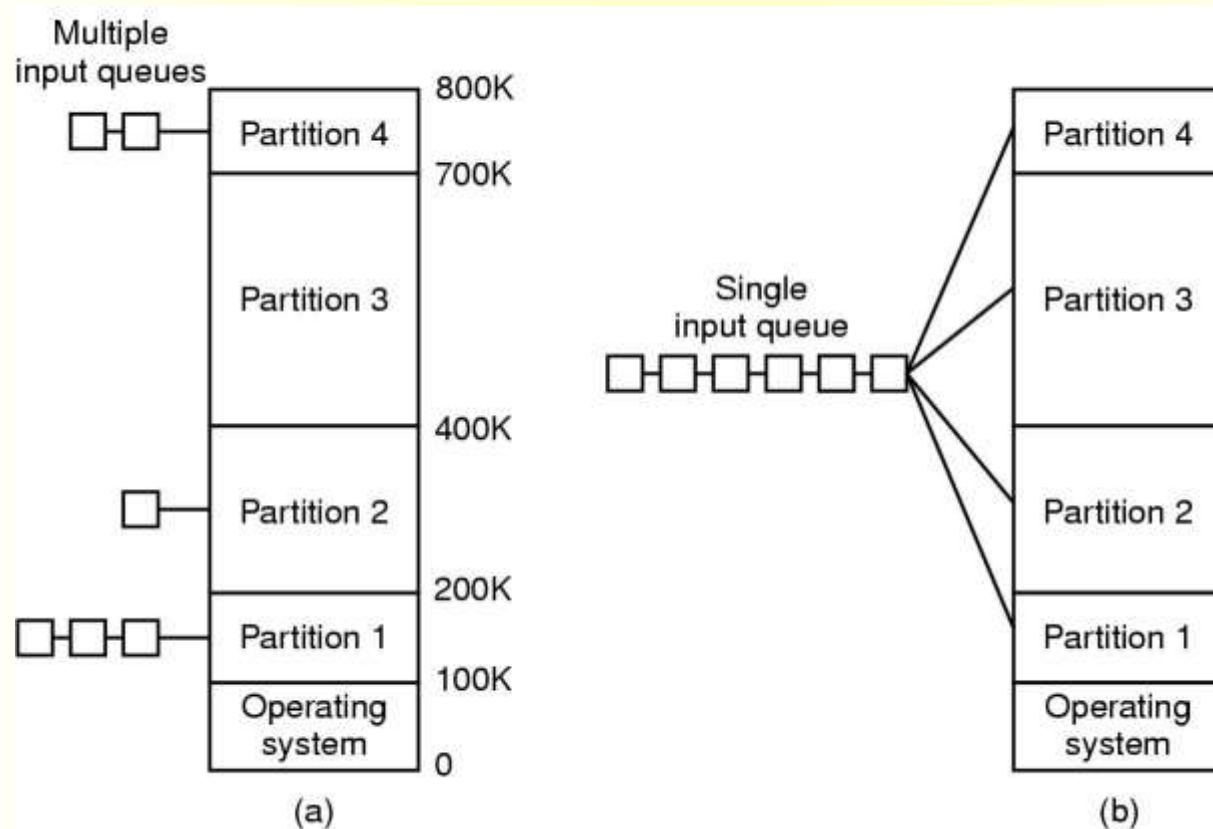 Multiple
input queues
800K
Partition 4
700K
Partition 3
400K
Partition 2
200K
Partition 1
100K
Operating
system
0
(a)
Single
input queue
Partition 4
Partition 3
Partition 2
Partition 1
Operating
system
(b)